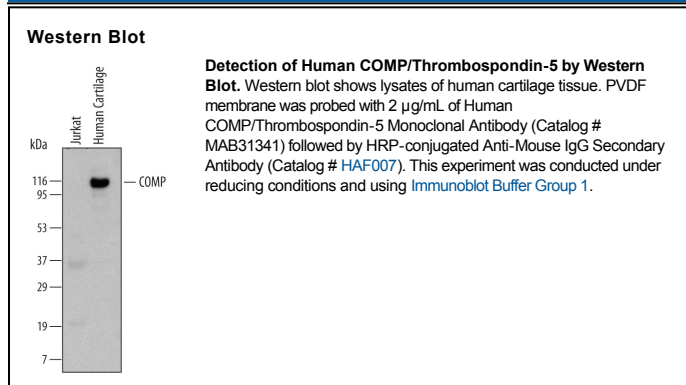 Western Blot
Detection of Human COMP/Thrombospondin-5 by Western
Blot. Western blot shows lysates of human cartilage tissue. PVDF
membrane was probed with 2 µg/mL of Human
COMP/Thrombospondin-5 Monoclonal Antibody (Catalog #
MAB31341) followed by HRP-conjugated Anti-Mouse IgG Secondary
Antibody (Catalog # HAF007). This experiment was conducted under
reducing conditions and using Immunoblot Buffer Group 1.
Jurkat
Human Cartilage
kDa
116
COMP
95
53
37
29
19
7